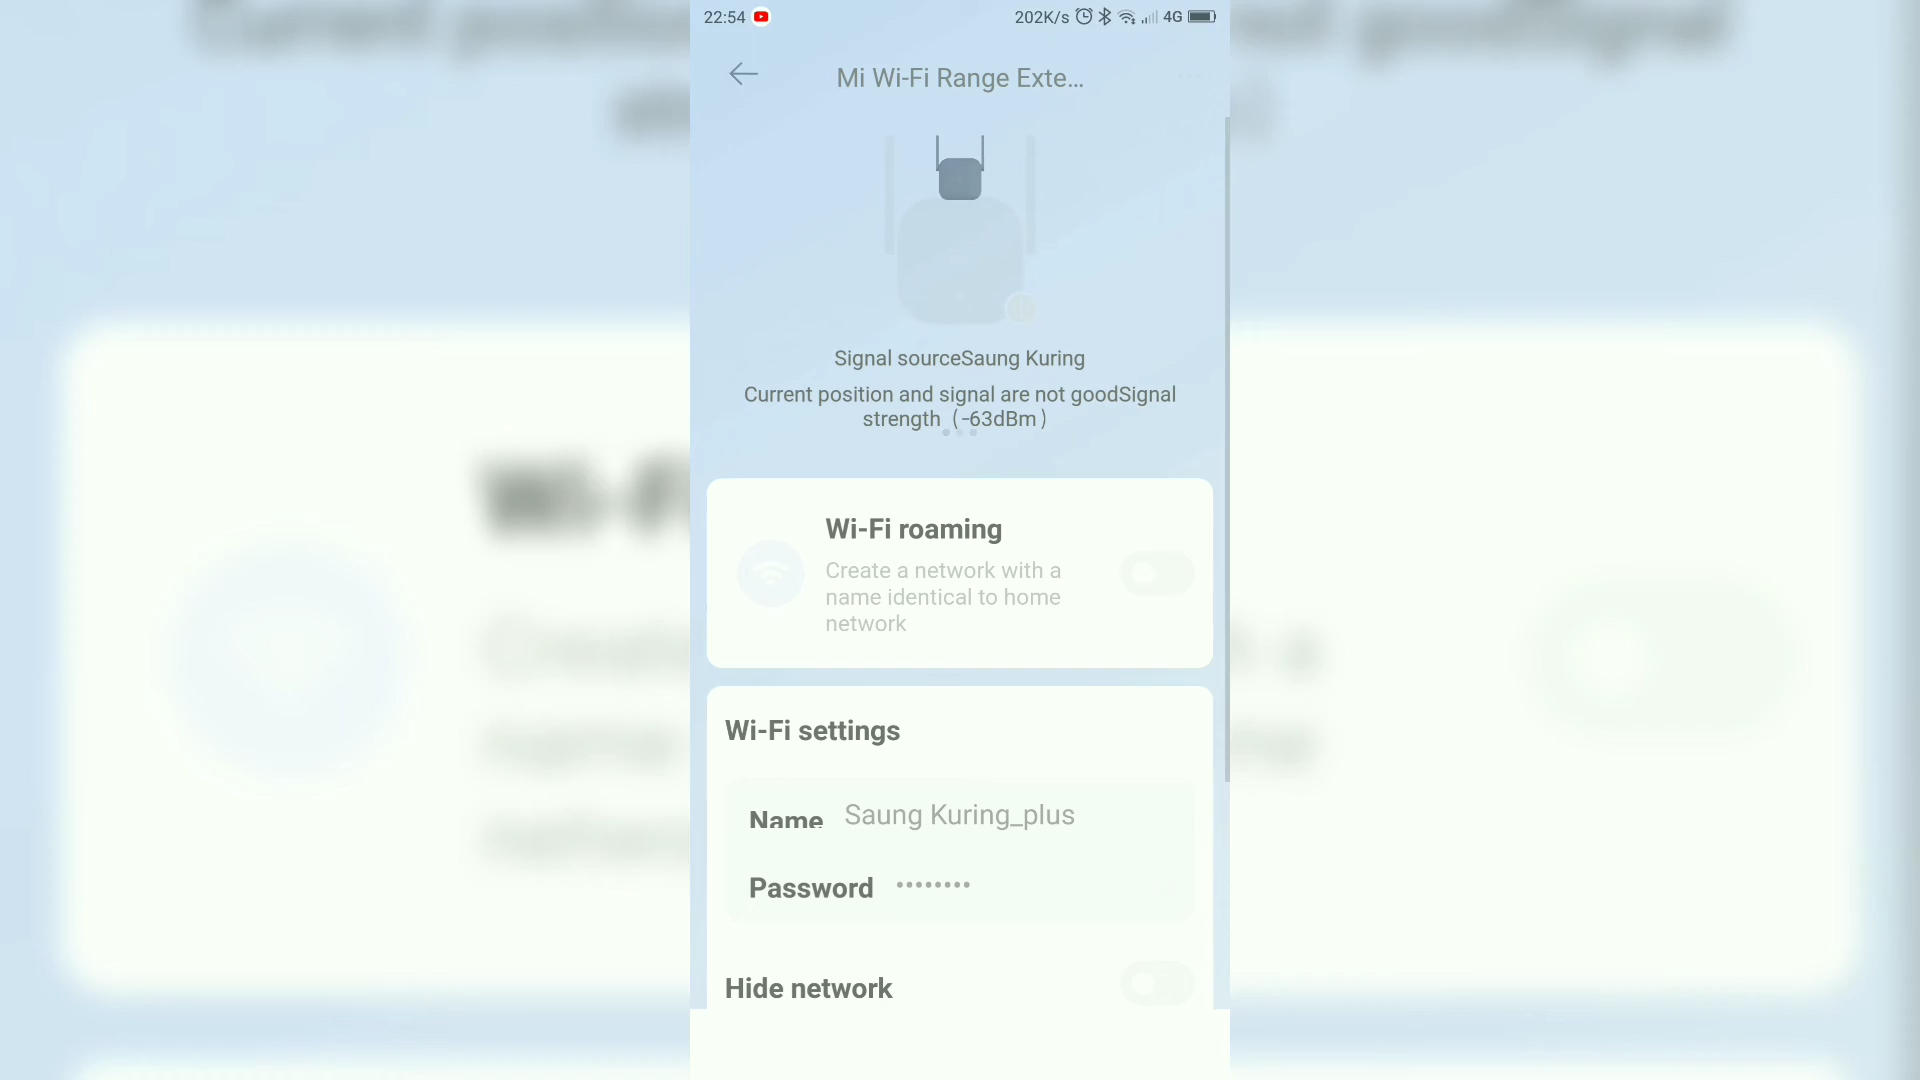 22:54 202K/s 4G
Mi Wi-Fi Range Exte...
Signal sourceSaung Kuring
Current position and signal are not goodSignal
strength（-63dBm）
Wi-Fi roaming
Create a network with a
name identical to home
network
Wi-Fi settings
Name Saung Kuring_plus
Password ••••••••
Hide network